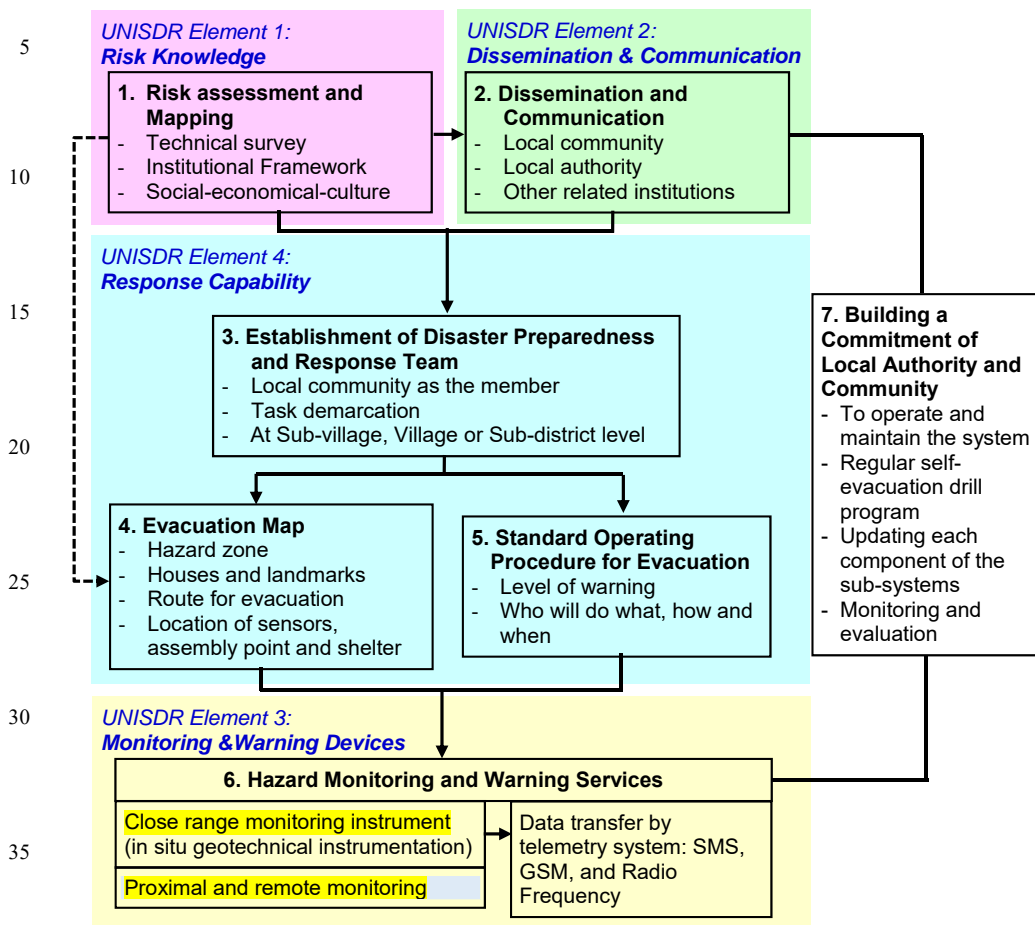 5
UNISDR Element 1:
Risk Knowledge
UNISDR Element 2:
Dissemination & Communication
1. Risk assessment and
Mapping
- Technical survey
- Institutional Framework
- Social-economical-culture
2. Dissemination and
Communication
- Local community
- Local authority
- Other related institutions
10
UNISDR Element 4:
Response Capability
15
3. Establishment of Disaster Preparedness
and Response Team
- Local community as the member
- Task demarcation
- At Sub-village, Village or Sub-district level
20
4. Evacuation Map
- Hazard zone
- Houses and landmarks
- Route for evacuation
- Location of sensors,
assembly point and shelter
25
5. Standard Operating
Procedure for Evacuation
- Level of warning
- Who will do what, how and
when
7. Building a
Commitment of
Local Authority and
Community
- To operate and
maintain the system
- Regular self-
evacuation drill
program
- Updating each
component of the
sub-systems
- Monitoring and
evaluation
30
UNISDR Element 3:
Monitoring &Warning Devices
6. Hazard Monitoring and Warning Services
Close range monitoring instrument
(in situ geotechnical instrumentation)
35
Proximal and remote monitoring
Data transfer by
telemetry system: SMS,
GSM, and Radio
Frequency